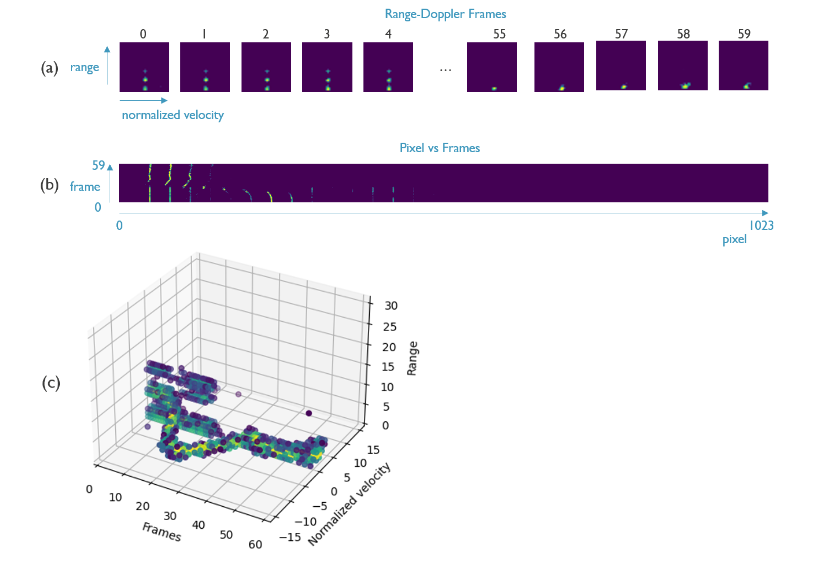 Range-Doppler Frames
0 1 2 3 4 55 56 57 58 59
(a) range ...
normalized velocity
Pixel vs Frames
59
(b) frame
0
0 1023
pixel
(c)
30
25
20
15
10
5
0
Range
15
10
5
0
−5
−10
−15
Normalized velocity
0 10 20 30 40 50 60
Frames